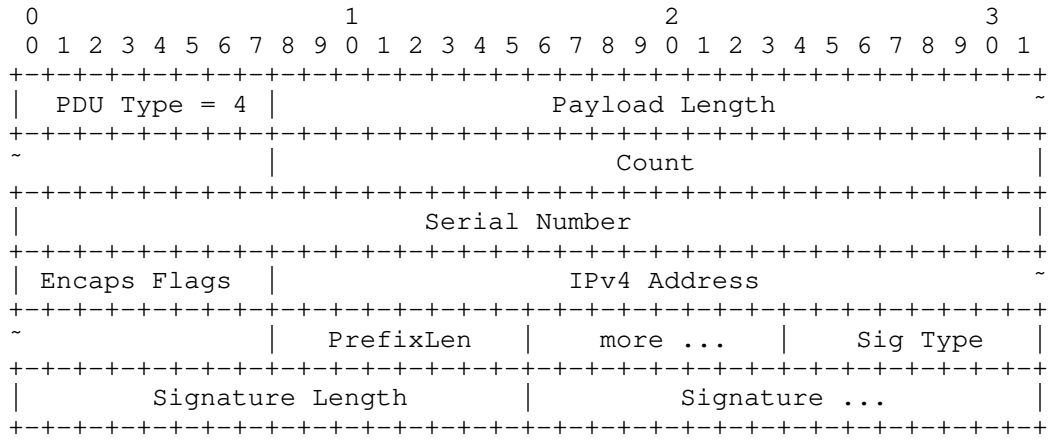 0                   1                   2                   3
 0 1 2 3 4 5 6 7 8 9 0 1 2 3 4 5 6 7 8 9 0 1 2 3 4 5 6 7 8 9 0 1
+-+-+-+-+-+-+-+-+-+-+-+-+-+-+-+-+-+-+-+-+-+-+-+-+-+-+-+-+-+-+-+-+
|  PDU Type = 4 |                 Payload Length                ~
+-+-+-+-+-+-+-+-+-+-+-+-+-+-+-+-+-+-+-+-+-+-+-+-+-+-+-+-+-+-+-+-+
~               |                     Count                     |
+-+-+-+-+-+-+-+-+-+-+-+-+-+-+-+-+-+-+-+-+-+-+-+-+-+-+-+-+-+-+-+-+
|                         Serial Number                         |
+-+-+-+-+-+-+-+-+-+-+-+-+-+-+-+-+-+-+-+-+-+-+-+-+-+-+-+-+-+-+-+-+
| Encaps Flags  |                  IPv4 Address                 ~
+-+-+-+-+-+-+-+-+-+-+-+-+-+-+-+-+-+-+-+-+-+-+-+-+-+-+-+-+-+-+-+-+
~               |   PrefixLen   |    more ...   |    Sig Type   |
+-+-+-+-+-+-+-+-+-+-+-+-+-+-+-+-+-+-+-+-+-+-+-+-+-+-+-+-+-+-+-+-+
|        Signature Length       |         Signature ...         |
+-+-+-+-+-+-+-+-+-+-+-+-+-+-+-+-+-+-+-+-+-+-+-+-+-+-+-+-+-+-+-+-+